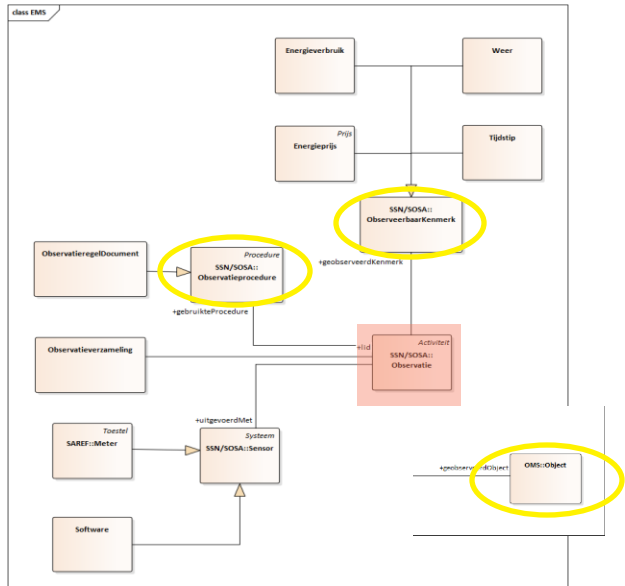 class EMS
Energieverbruik
Weer
Prijs
Energieprijs
Tijdstip
SSN/SOSA::
ObserveerbaarKenmerk
+geobserveerdKenmerk
ObservatieregelDocument
Procedure
SSN/SOSA::
Observatieprocedure
+gebruikteProcedure
Observatieverzameling
+lid
Activiteit
SSN/SOSA::
Observatie
+uitgevoerdMet
Toestel
SAREF::Meter
Systeem
SSN/SOSA::Sensor
+geobserveerdObject
OMS::Object
Software